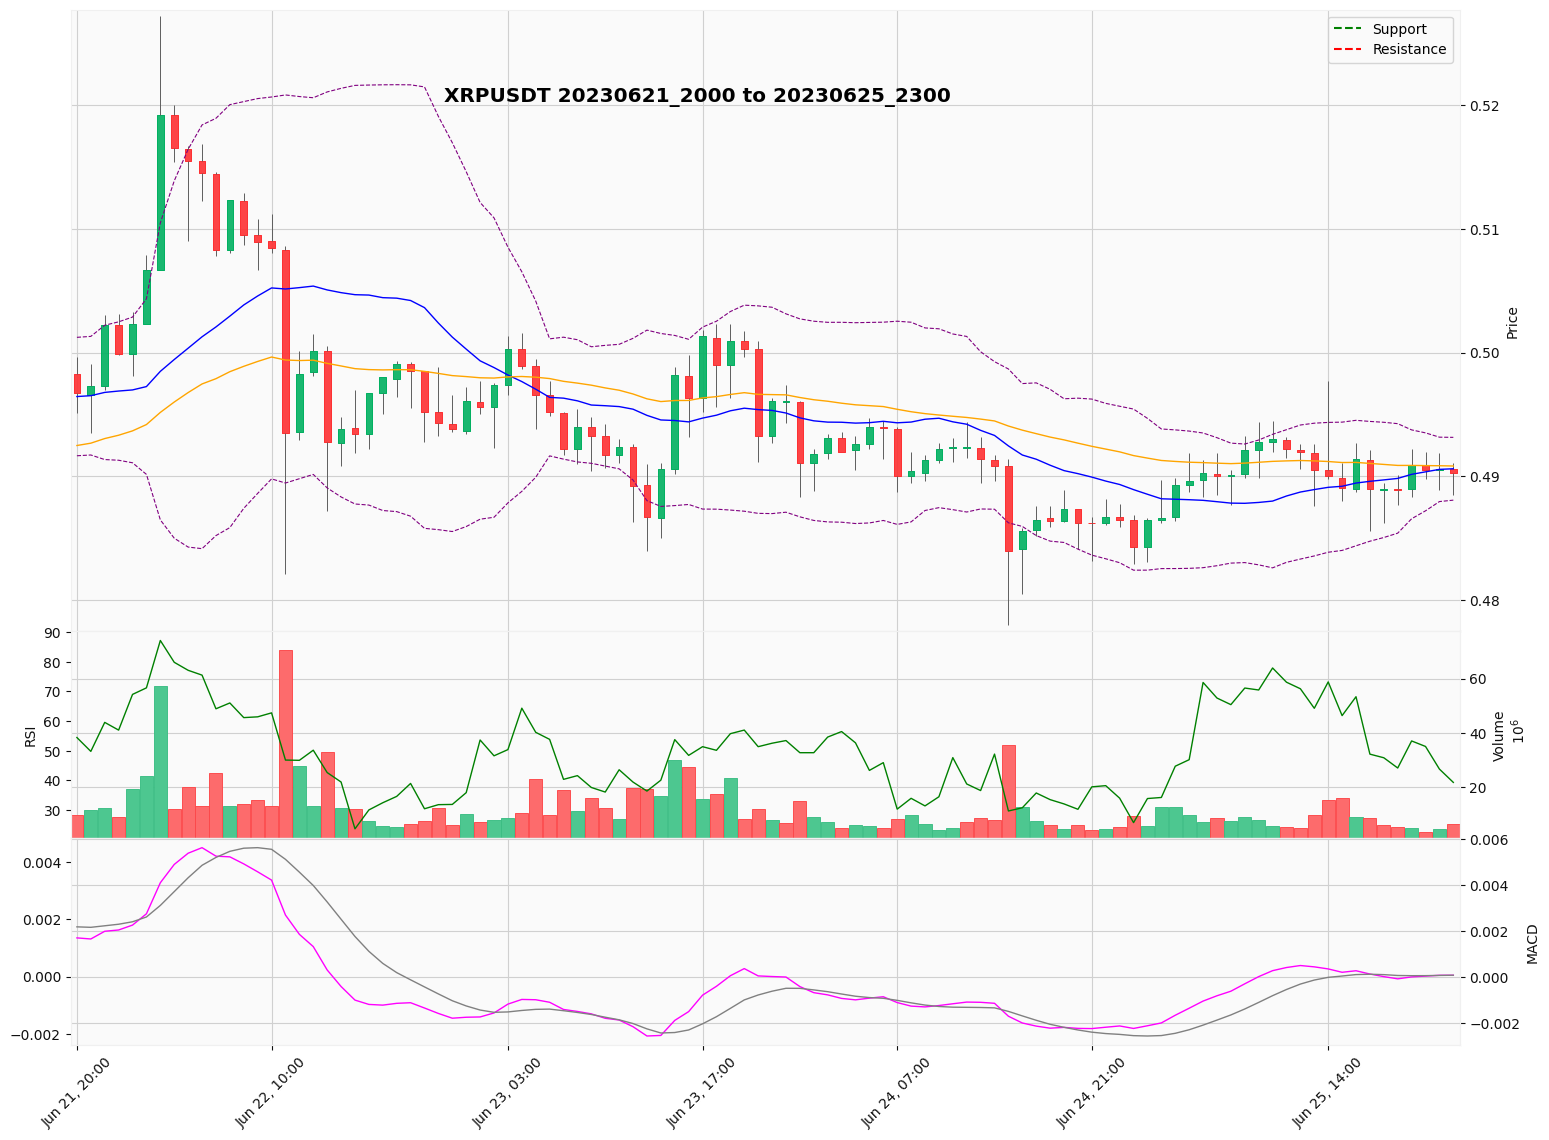 Support
Resistance
XRPUSDT 20230621_2000 to 20230625_2300
0.52
0.51
0.50
0.49
0.48
Price
90
80
70
60
50
40
30
RSI
60
40
20
Volume
10^6
0.004
0.002
0.000
−0.002
0.006
0.004
0.002
0.000
−0.002
MACD
Jun 21, 20:00
Jun 22, 10:00
Jun 23, 03:00
Jun 23, 17:00
Jun 24, 07:00
Jun 24, 21:00
Jun 25, 14:00